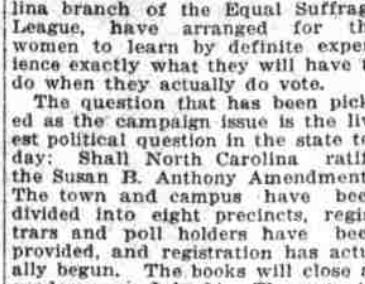 lina branch of the Equal Suffrag
League, have arranged for th
women to learn by definite exper
ience exactly what they will have t
do when they actually do vote.
The question that has been pick
ed as the campaign issue is the liv
est political question in the state to
day: Shall North Carolina ratif
the Susan B. Anthony Amendment
The town and campus have bee
divided into eight precincts, regis
trars and poll holders have bee
provided, and registration has actu
ally begun. The books will close a